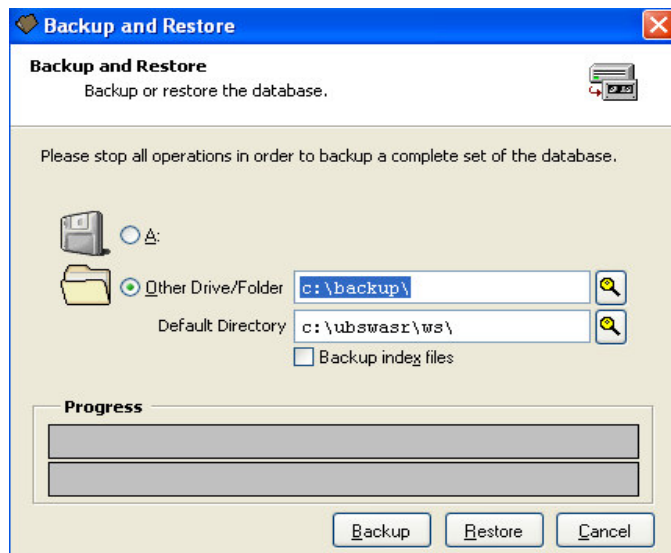 Backup and Restore
Backup and Restore
Backup or restore the database.
Please stop all operations in order to backup a complete set of the database.
A:
Other Drive/Folder c:\backup\
Default Directory c:\ubswasr\ws\
Backup index files
Progress
Backup Restore Cancel